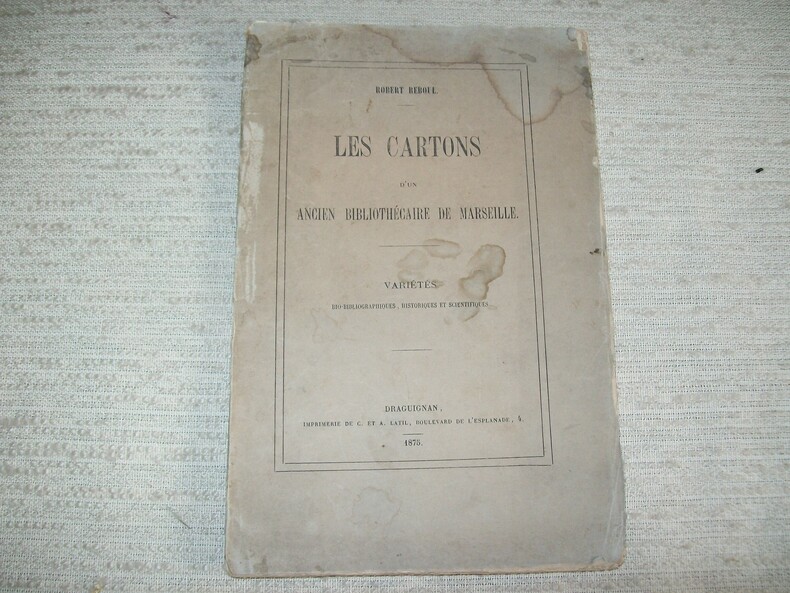 ROBERT REBOUL
LES CARTONS
D'UN
ANCIEN BIBLIOTHÉCAIRE DE MARSEILLE.
VARIÉTÉS
BIO-BIBLIOGRAPHIQUES, HISTORIQUES ET SCIENTIFIQUES
DRAGUIGNAN,
IMPRIMERIE DE C. ET A. LATIL, BOULEVARD DE L'ESPLANADE, 4.
1875.